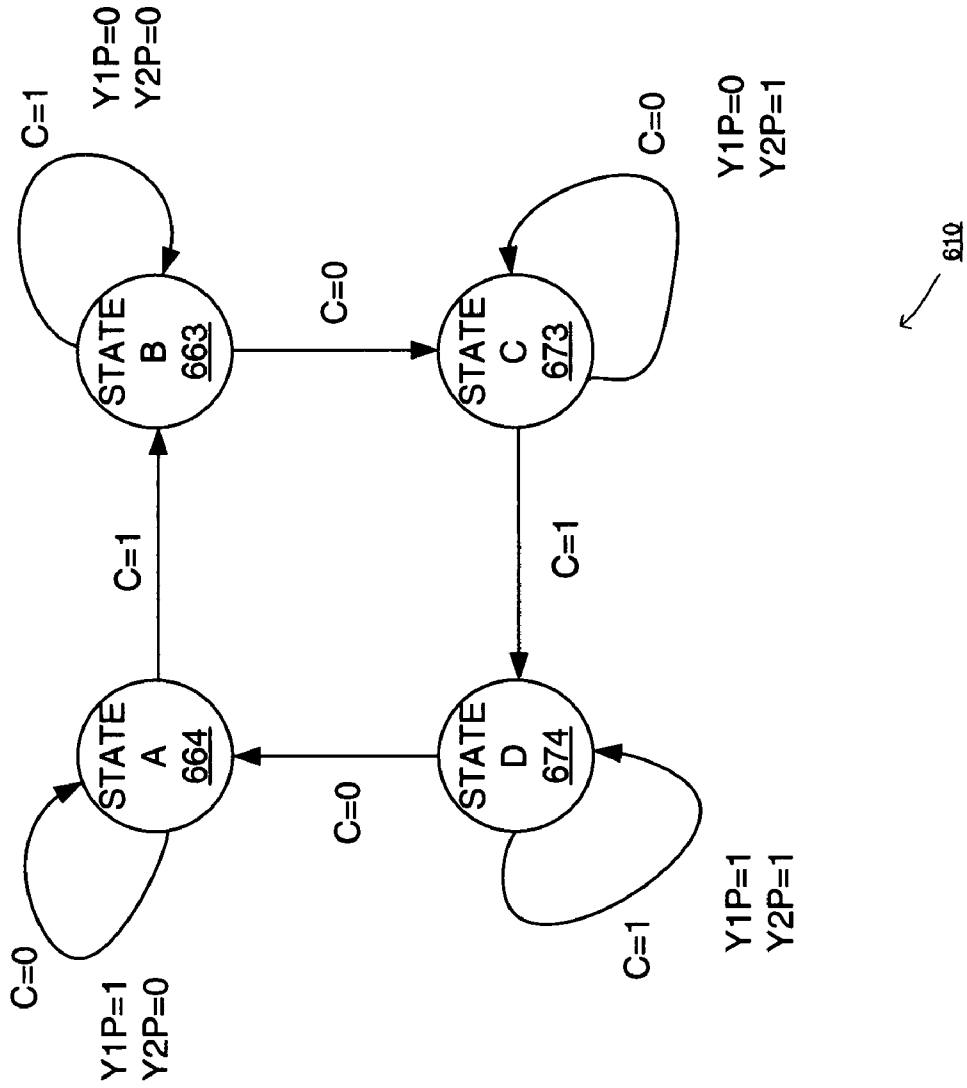 C=0
Y1P=1
Y2P=0
STATE
A
664
C=1
C=1
Y1P=0
Y2P=0
STATE
B
663
C=0
C=0
STATE
D
674
C=1
Y1P=1
Y2P=1
C=1
STATE
C
673
C=0
Y1P=0
Y2P=1
610